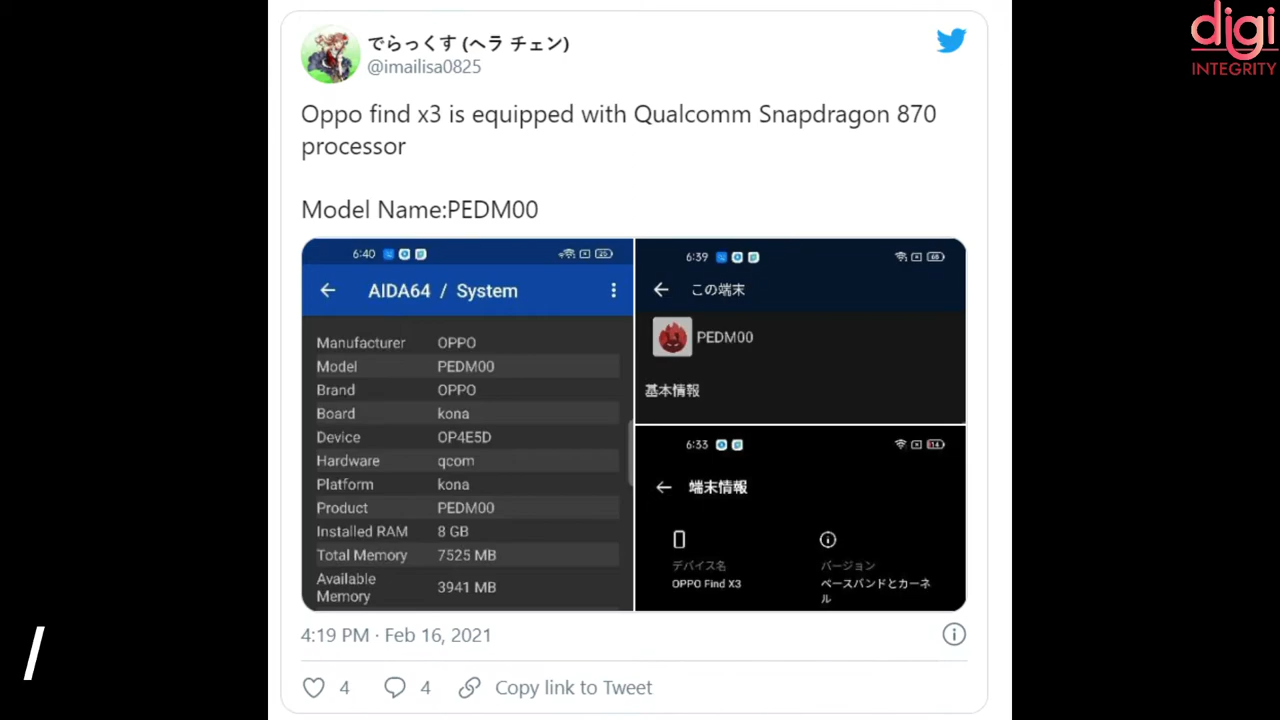 digi
INTEGRITY
でらっくす (ヘラ チェン)
@imailisa0825
Oppo find x3 is equipped with Qualcomm Snapdragon 870
processor
Model Name:PEDM00
6:40
25
AIDA64 / System
Manufacturer OPPO
Model PEDM00
Brand OPPO
Board kona
Device OP4E5D
Hardware qcom
Platform kona
Product PEDM00
Installed RAM 8 GB
Total Memory 7525 MB
Available
Memory 3941 MB
6:39
68
この端末
PEDM00
基本情報
6:33
14
端末情報
デバイス名
OPPO Find X3
バージョン
ベースバンドとカーネ
ル
4:19 PM · Feb 16, 2021
4 4 Copy link to Tweet
/